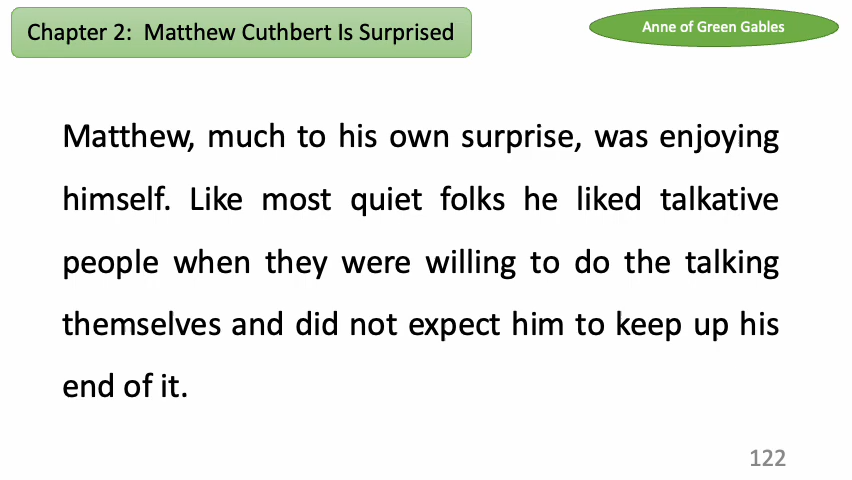 Chapter 2:  Matthew Cuthbert Is Surprised
Anne of Green Gables
Matthew, much to his own surprise, was enjoying
himself. Like most quiet folks he liked talkative
people when they were willing to do the talking
themselves and did not expect him to keep up his
end of it.
122